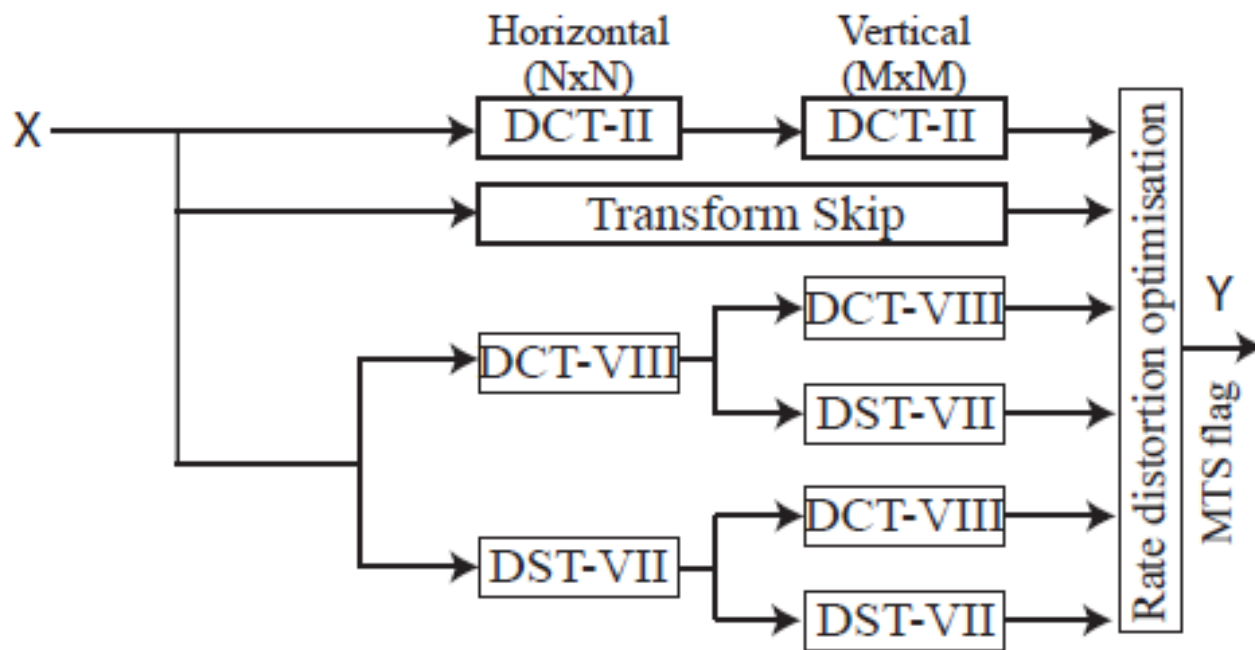 Horizontal
(NxN)
Vertical
(MxM)
X
DCT-II
DCT-II
Transform Skip
DCT-VIII
DCT-VIII
DST-VII
DST-VII
DCT-VIII
DST-VII
Rate distortion optimisation
Y
MTS flag